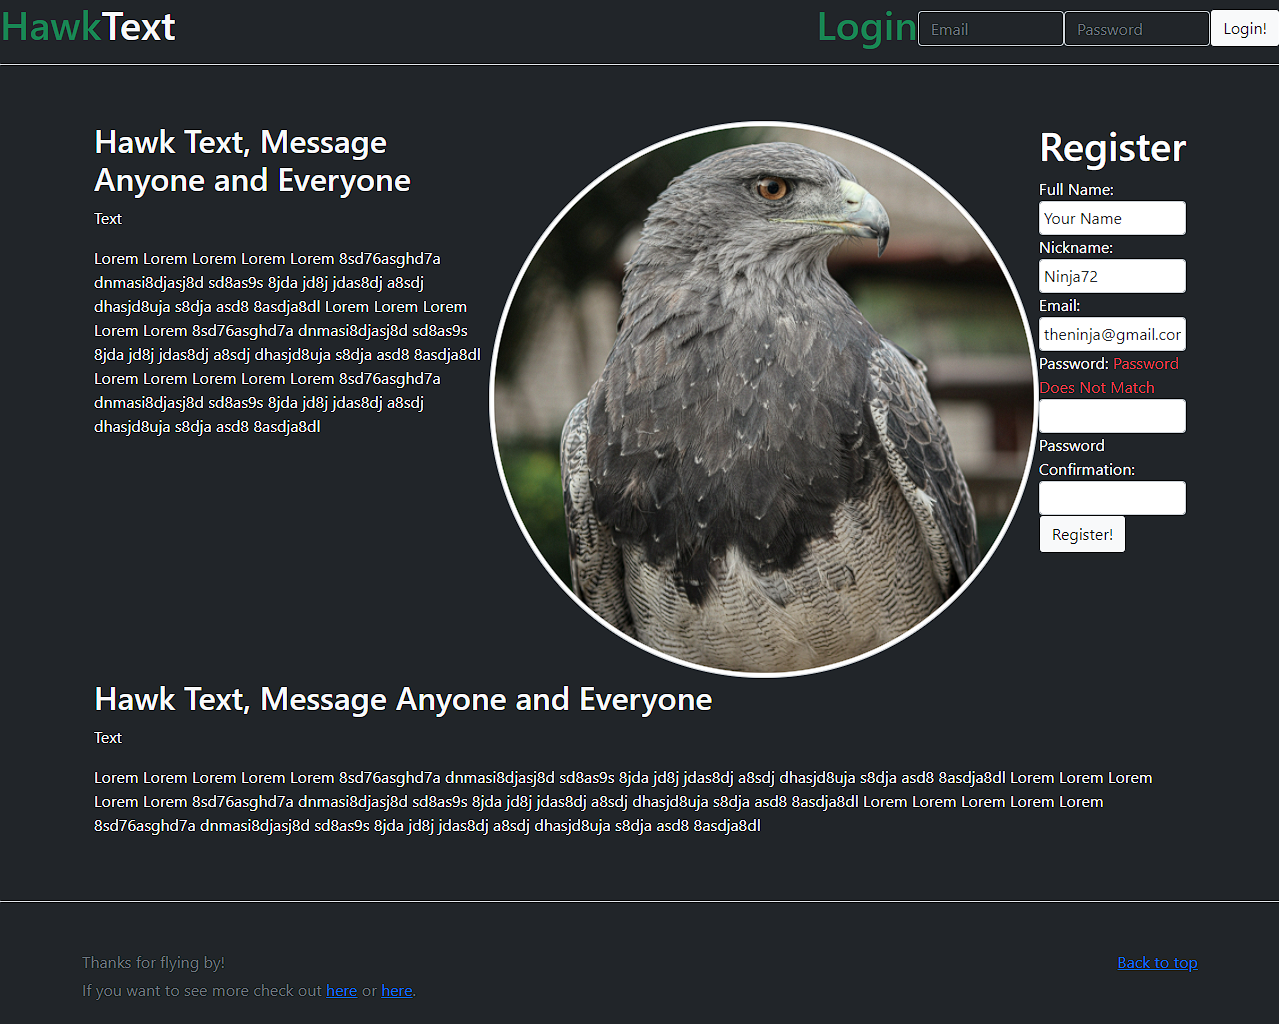 HawkText
Login Email Password Login!
Hawk Text, Message
Anyone and Everyone
Text
Lorem Lorem Lorem Lorem Lorem 8sd76asghd7a
dnmasi8djasj8d sd8as9s 8jda jd8j jdas8dj a8sdj
dhasjd8uja s8dja asd8 8asdja8dl Lorem Lorem Lorem
Lorem Lorem 8sd76asghd7a dnmasi8djasj8d sd8as9s
8jda jd8j jdas8dj a8sdj dhasjd8uja s8dja asd8 8asdja8dl
Lorem Lorem Lorem Lorem Lorem 8sd76asghd7a
dnmasi8djasj8d sd8as9s 8jda jd8j jdas8dj a8sdj
dhasjd8uja s8dja asd8 8asdja8dl
Register
Full Name:
Your Name
Nickname:
Ninja72
Email:
theninja@gmail.cor
Password: Password
Does Not Match
Password
Confirmation:
Register!
Hawk Text, Message Anyone and Everyone
Text
Lorem Lorem Lorem Lorem Lorem 8sd76asghd7a dnmasi8djasj8d sd8as9s 8jda jd8j jdas8dj a8sdj dhasjd8uja s8dja asd8 8asdja8dl Lorem Lorem Lorem
Lorem Lorem 8sd76asghd7a dnmasi8djasj8d sd8as9s 8jda jd8j jdas8dj a8sdj dhasjd8uja s8dja asd8 8asdja8dl Lorem Lorem Lorem Lorem Lorem
8sd76asghd7a dnmasi8djasj8d sd8as9s 8jda jd8j jdas8dj a8sdj dhasjd8uja s8dja asd8 8asdja8dl
Thanks for flying by!
If you want to see more check out here or here.
Back to top